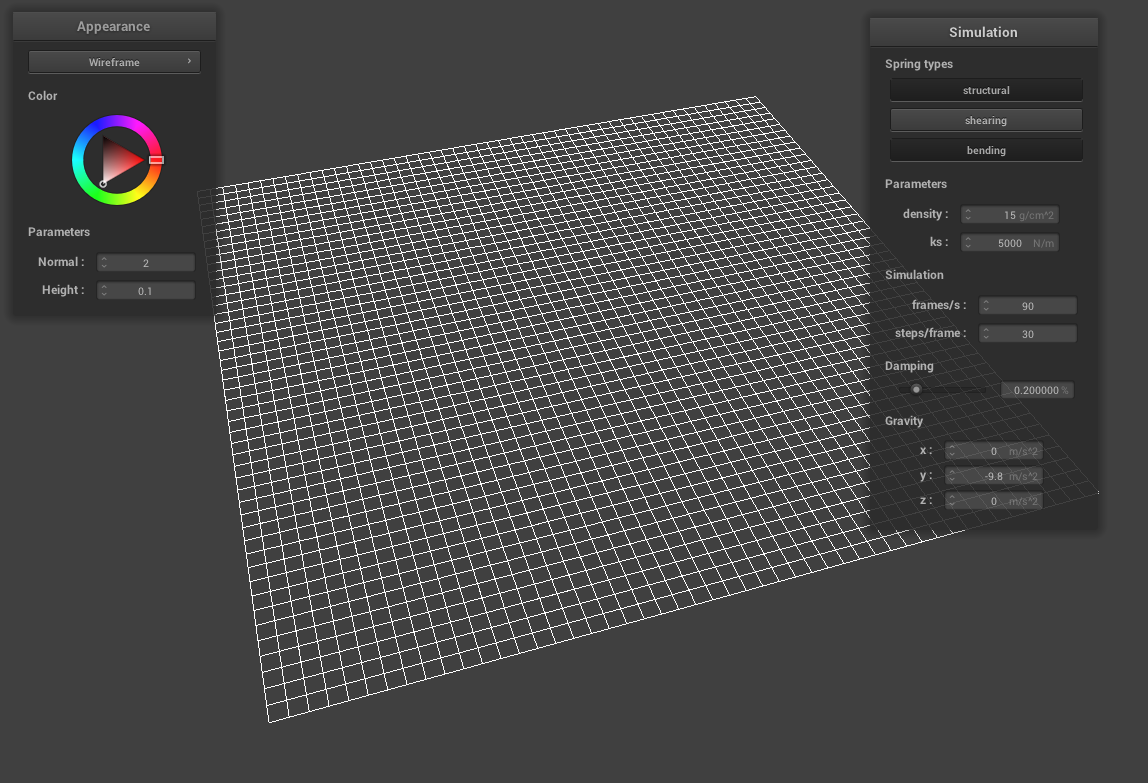 Appearance
Wireframe ›
Color
Parameters
Normal : 2
Height : 0.1
Simulation
Spring types
structural
shearing
bending
Parameters
density : 15 g/cm^2
ks : 5000 N/m
Simulation
frames/s : 90
steps/frame : 30
Damping
0.200000 %
Gravity
x : 0 m/s^2
y : -9.8 m/s^2
z : 0 m/s^2